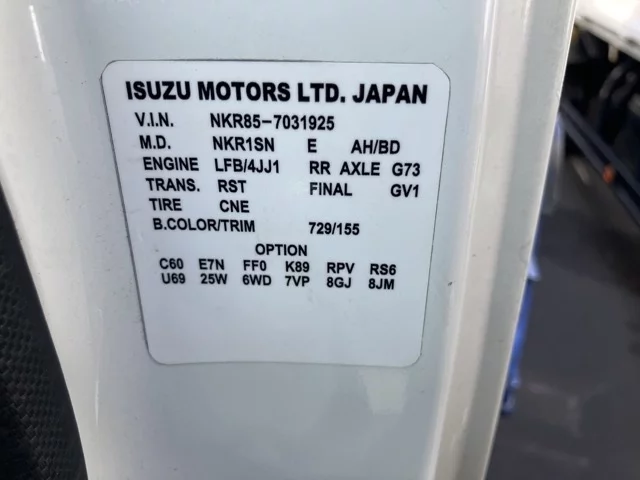 ISUZU MOTORS LTD. JAPAN
V.I.N. NKR85-7031925
M.D. NKR1SN E AH/BD
ENGINE LFB/4JJ1 RR AXLE G73
TRANS. RST FINAL GV1
TIRE CNE
B.COLOR/TRIM 729/155
OPTION
C60 E7N FF0 K89 RPV RS6
U69 25W 6WD 7VP 8GJ 8JM